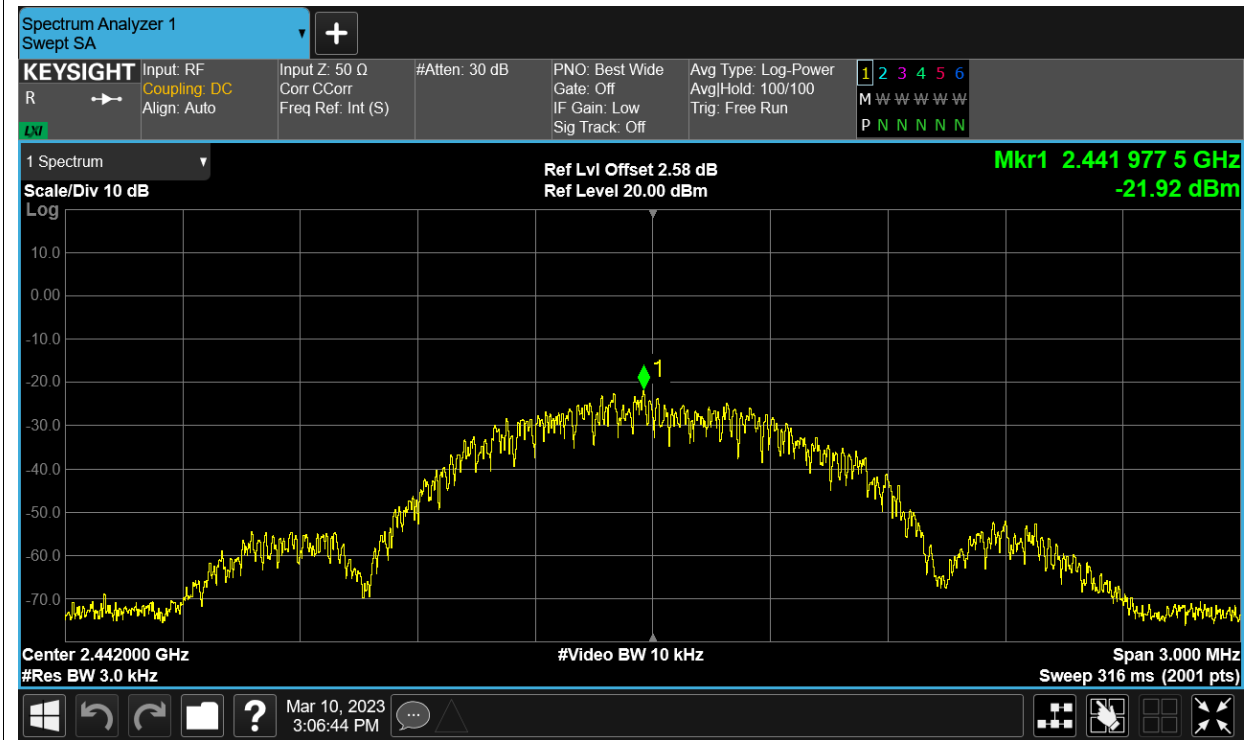 Spectrum Analyzer 1
Swept SA
KEYSIGHT
R
LXI
Input: RF
Coupling: DC
Align: Auto
Input Z: 50 Ω
Corr CCorr
Freq Ref: Int (S)
#Atten: 30 dB
PNO: Best Wide
Gate: Off
IF Gain: Low
Sig Track: Off
Avg Type: Log-Power
Avg|Hold: 100/100
Trig: Free Run
1 2 3 4 5 6
M W W W W W
P N N N N N
1 Spectrum
Scale/Div 10 dB
Ref Lvl Offset 2.58 dB
Ref Level 20.00 dBm
Mkr1 2.441 977 5 GHz
-21.92 dBm
Log
10.0
0.00
-10.0
-20.0
-30.0
-40.0
-50.0
-60.0
-70.0
1
Center 2.442000 GHz
#Res BW 3.0 kHz
#Video BW 10 kHz
Span 3.000 MHz
Sweep 316 ms (2001 pts)
?
Mar 10, 2023
3:06:44 PM